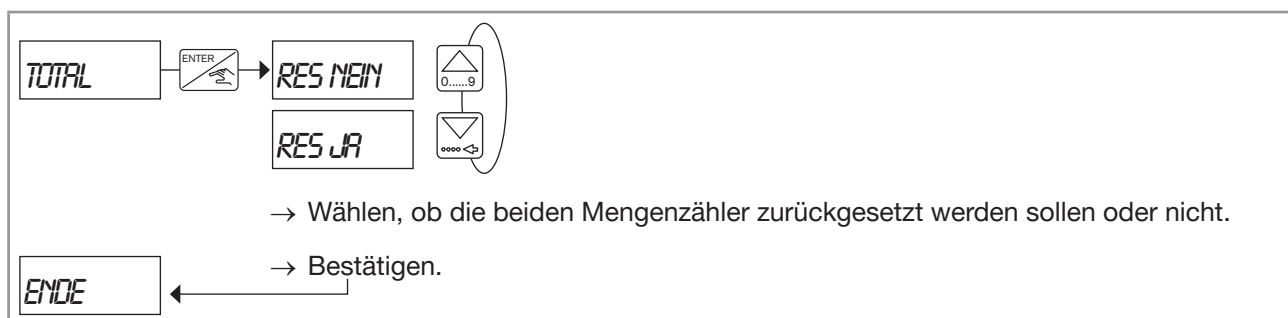 TOTAL
ENTER
RES NEIN
0......9
RES JA
→ Wählen, ob die beiden Mengenzähler zurückgesetzt werden sollen oder nicht.
→ Bestätigen.
ENDE